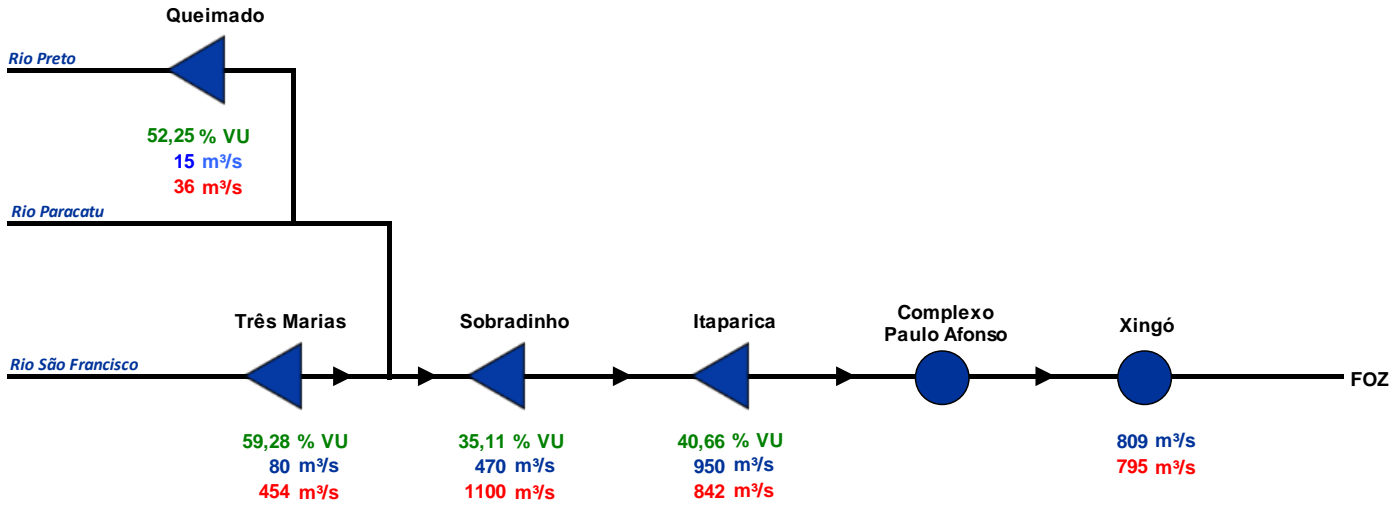 Queimado
Rio Preto
52,25 % VU
15 m³/s
36 m³/s
Rio Paracatu
Três Marias
Sobradinho
Itaparica
Complexo
Paulo Afonso
Xingó
Rio São Francisco
FOZ
59,28 % VU
80 m³/s
454 m³/s
35,11 % VU
470 m³/s
1100 m³/s
40,66 % VU
950 m³/s
842 m³/s
809 m³/s
795 m³/s